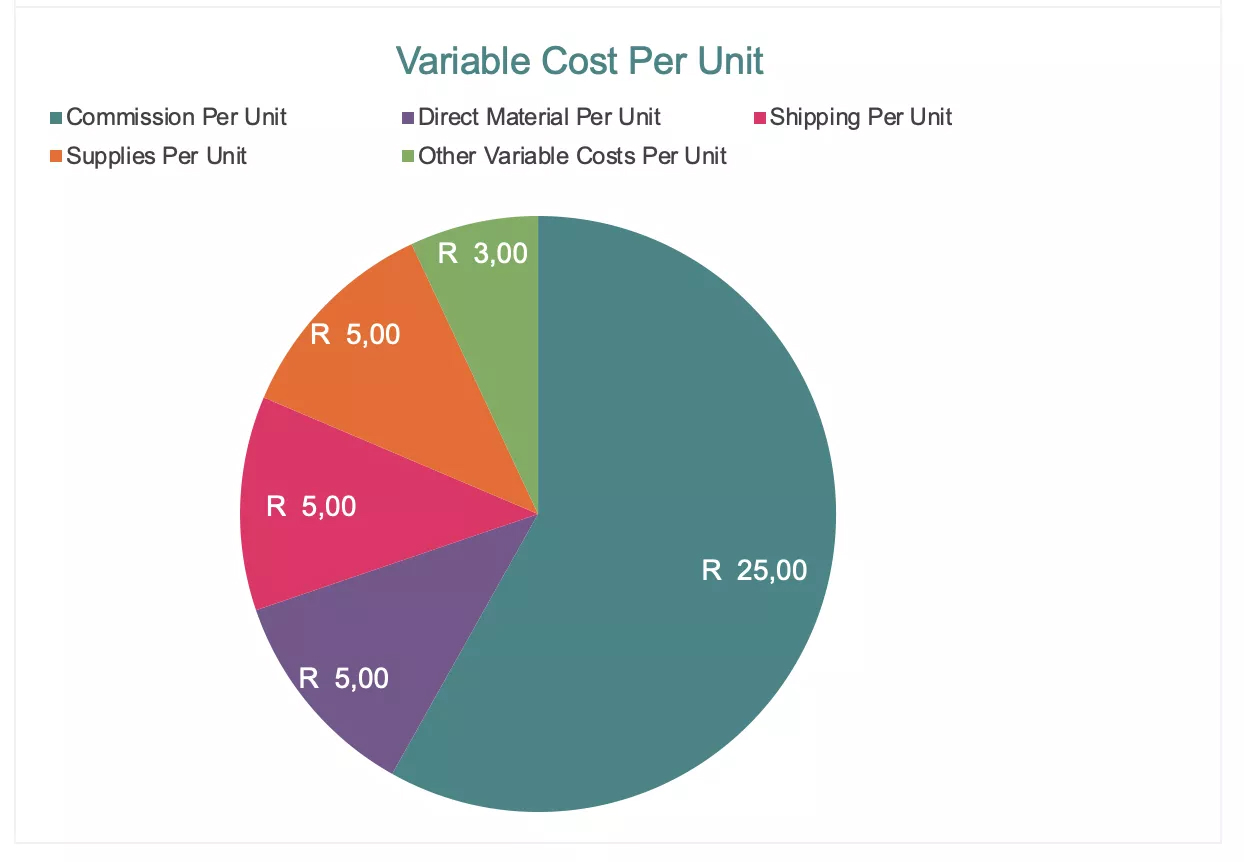 Variable Cost Per Unit
Commission Per Unit Direct Material Per Unit Shipping Per Unit
Supplies Per Unit Other Variable Costs Per Unit
R 3,00
R 5,00
R 5,00
R 25,00
R 5,00